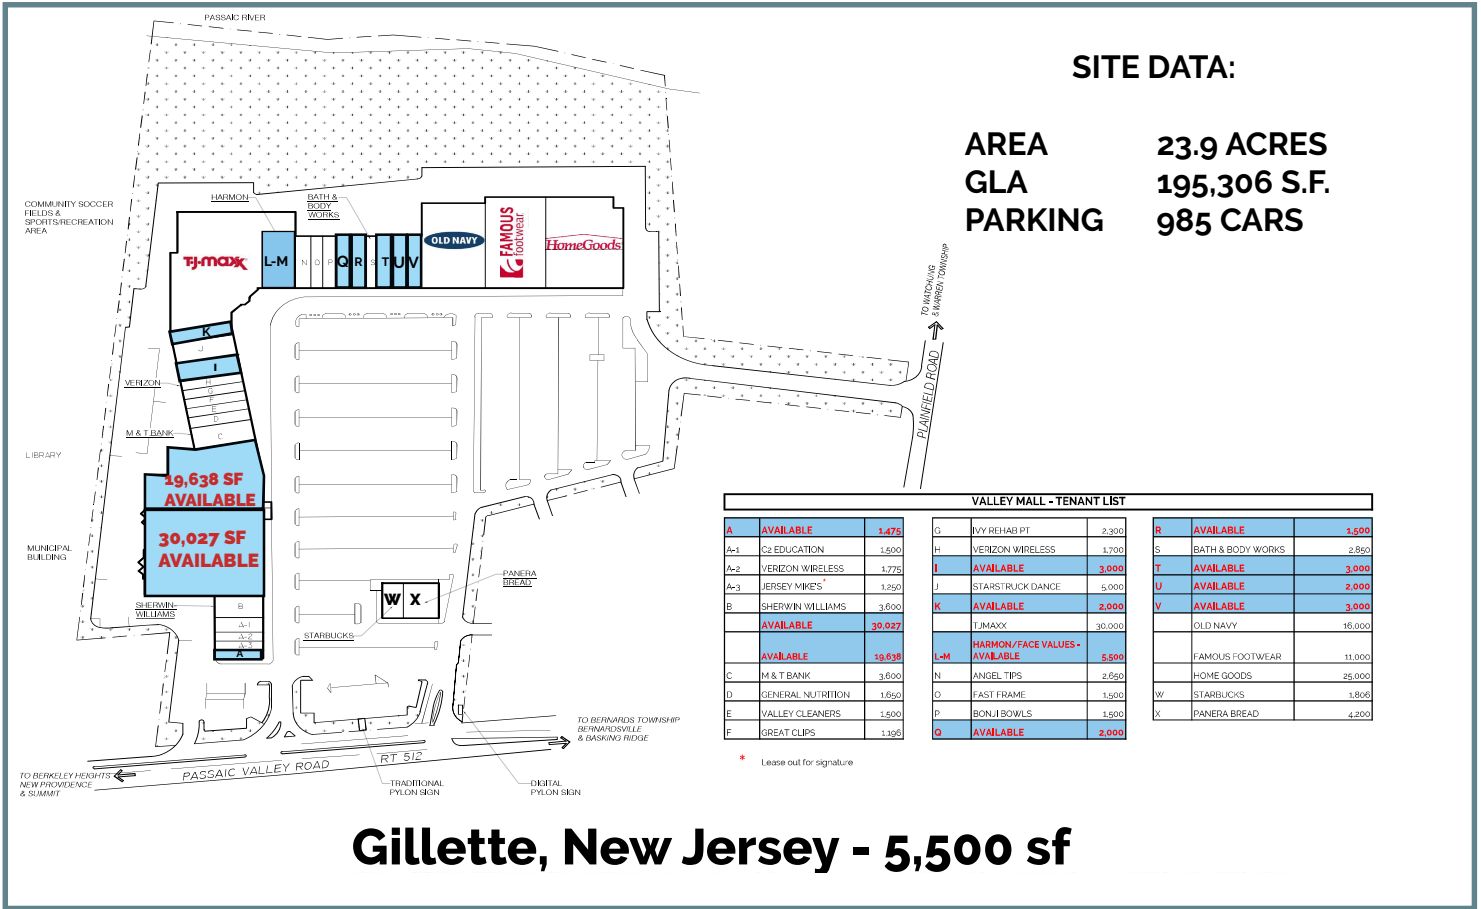 PASSAIC RIVER
SITE DATA:
AREA 23.9 ACRES
GLA 195,306 S.F.
PARKING 985 CARS
COMMUNITY SOCCER
FIELDS &
SPORTS/RECREATION
AREA
HARMON
BATH &
BODY
WORKS
T.J.maxx
L-M
N
O
P
Q
R
S
T
U
V
OLD NAVY
FAMOUS
footwear
HomeGoods
TO WATCHUNG
& WARREN TOWNSHIP
PLAINFIELD ROAD
K
J
I
VERIZON
H
G
F
E
D
M & T BANK
C
LIBRARY
19,638 SF
AVAILABLE
30,027 SF
AVAILABLE
MUNICIPAL
BUILDING
SHERWIN-
WILLIAMS
B
A-1
A-2
A-3
A
PANERA
BREAD
W X
STARBUCKS
VALLEY MALL - TENANT LIST
A AVAILABLE 1,475
A-1 C2 EDUCATION 1,500
A-2 VERIZON WIRELESS 1,775
A-3 JERSEY MIKE'S * 1,250
B SHERWIN WILLIAMS 3,600
AVAILABLE 30,027
AVAILABLE 19,638
C M & T BANK 3,600
D GENERAL NUTRITION 1,650
E VALLEY CLEANERS 1,500
F GREAT CLIPS 1,196
G IVY REHAB PT 2,300
H VERIZON WIRELESS 1,700
I AVAILABLE 3,000
J STARSTRUCK DANCE 5,000
K AVAILABLE 2,000
TJMAXX 30,000
HARMON/FACE VALUES -
L-M AVAILABLE 5,500
N ANGEL TIPS 2,650
O FAST FRAME 1,500
P BONJI BOWLS 1,500
Q AVAILABLE 2,000
R AVAILABLE 1,500
S BATH & BODY WORKS 2,850
T AVAILABLE 3,000
U AVAILABLE 2,000
V AVAILABLE 3,000
OLD NAVY 16,000
FAMOUS FOOTWEAR 11,000
HOME GOODS 25,000
W STARBUCKS 1,806
X PANERA BREAD 4,200
* Lease out for signature
TO BERNARDS TOWNSHIP
BERNARDSVILLE
& BASKING RIDGE
TO BERKELEY HEIGHTS
NEW PROVIDENCE
& SUMMIT
PASSAIC VALLEY ROAD RT 512
TRADITIONAL
PYLON SIGN
DIGITAL
PYLON SIGN
Gillette, New Jersey - 5,500 sf